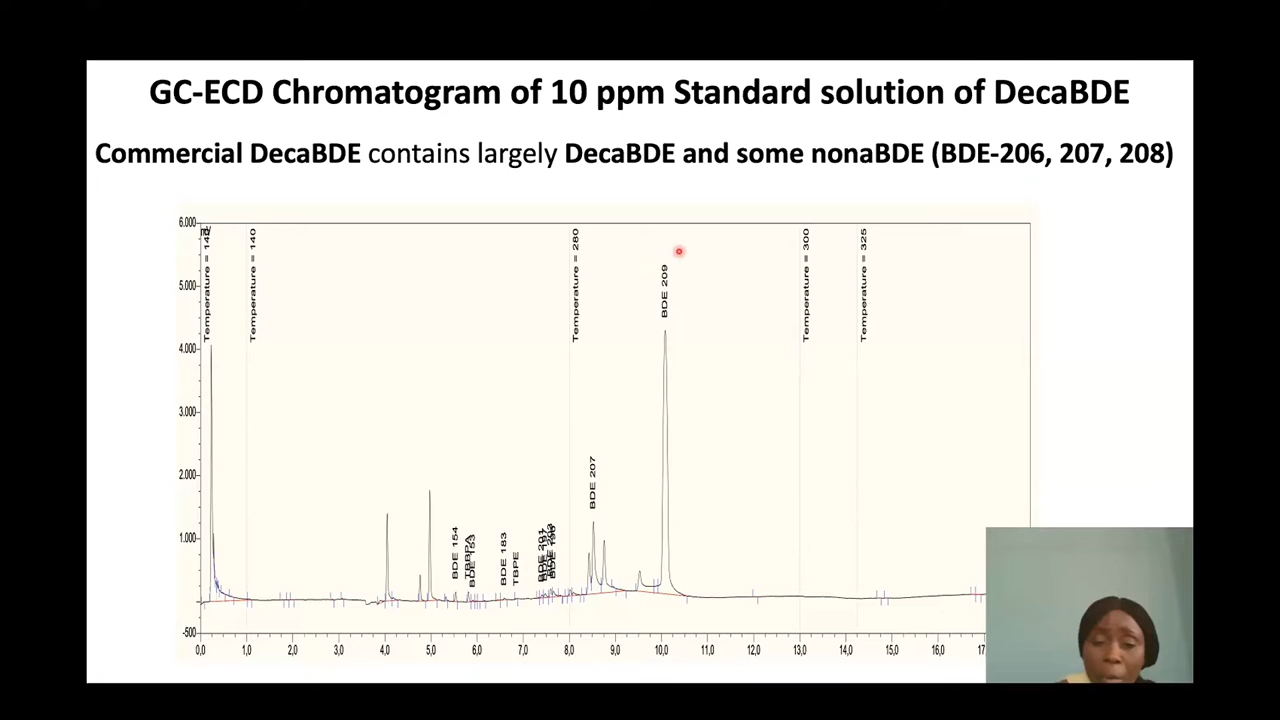 GC-ECD Chromatogram of 10 ppm Standard solution of DecaBDE
Commercial DecaBDE contains largely DecaBDE and some nonaBDE (BDE-206, 207, 208)
6.000
5.000
4.000
3.000
2.000
1.000
-500
Temperature = 140
Temperature = 280
Temperature = 300
Temperature = 325
BDE 154
BDE 153
BDE 183
TBPE
BDE 201
BDE 207
BDE 209
0,0 1,0 2,0 3,0 4,0 5,0 6,0 7,0 8,0 9,0 10,0 11,0 12,0 13,0 14,0 15,0 16,0